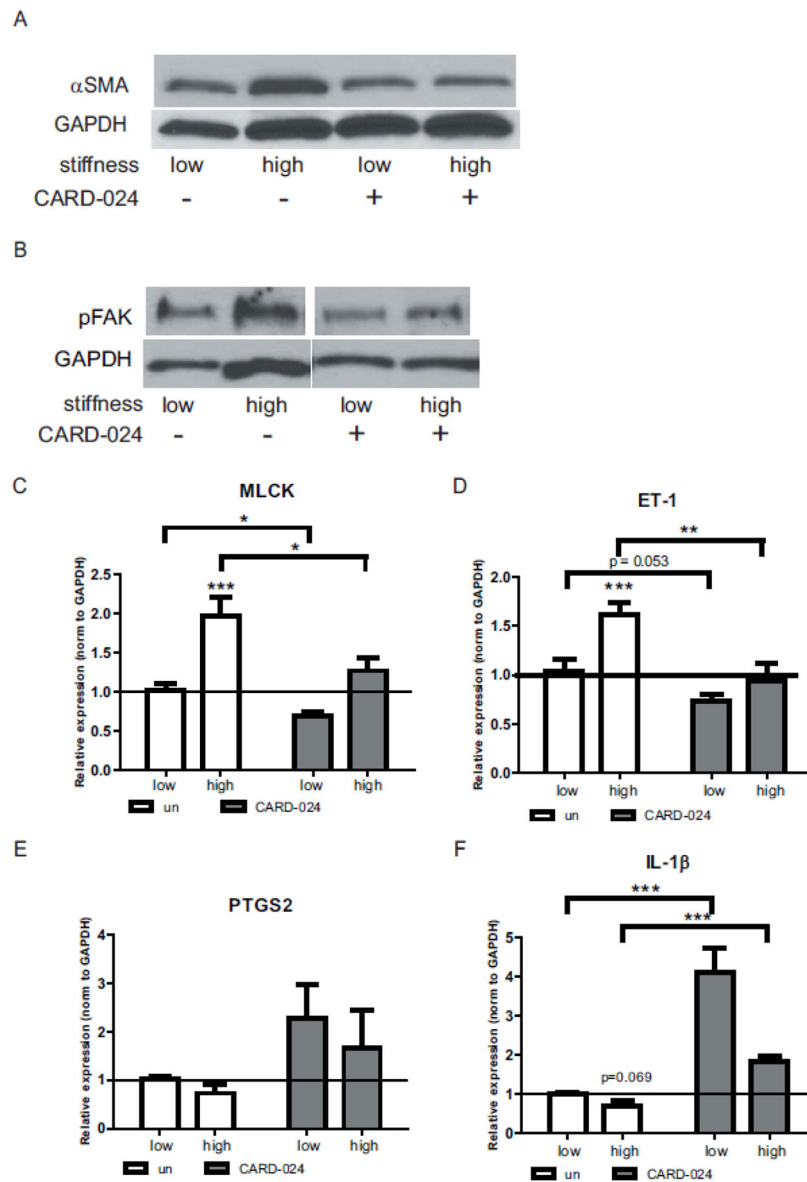 A
αSMA
GAPDH
stiffness low high low high
CARD-024 - - + +
B
pFAK
GAPDH
stiffness low high low high
CARD-024 - - + +
C
MLCK
*
*
***
Relative expression (norm to GAPDH)
2.5
2.0
1.5
1.0
0.5
0.0
low high low high
un CARD-024
D
ET-1
**
p = 0.053
***
Relative expression (norm to GAPDH)
2.0
1.5
1.0
0.5
0.0
low high low high
un CARD-024
E
PTGS2
Relative expression (norm to GAPDH)
4
3
2
1
0
low high low high
un CARD-024
F
IL-1β
***
***
p=0.069
Relative expression (norm to GAPDH)
5
4
3
2
1
0
low high low high
un CARD-024